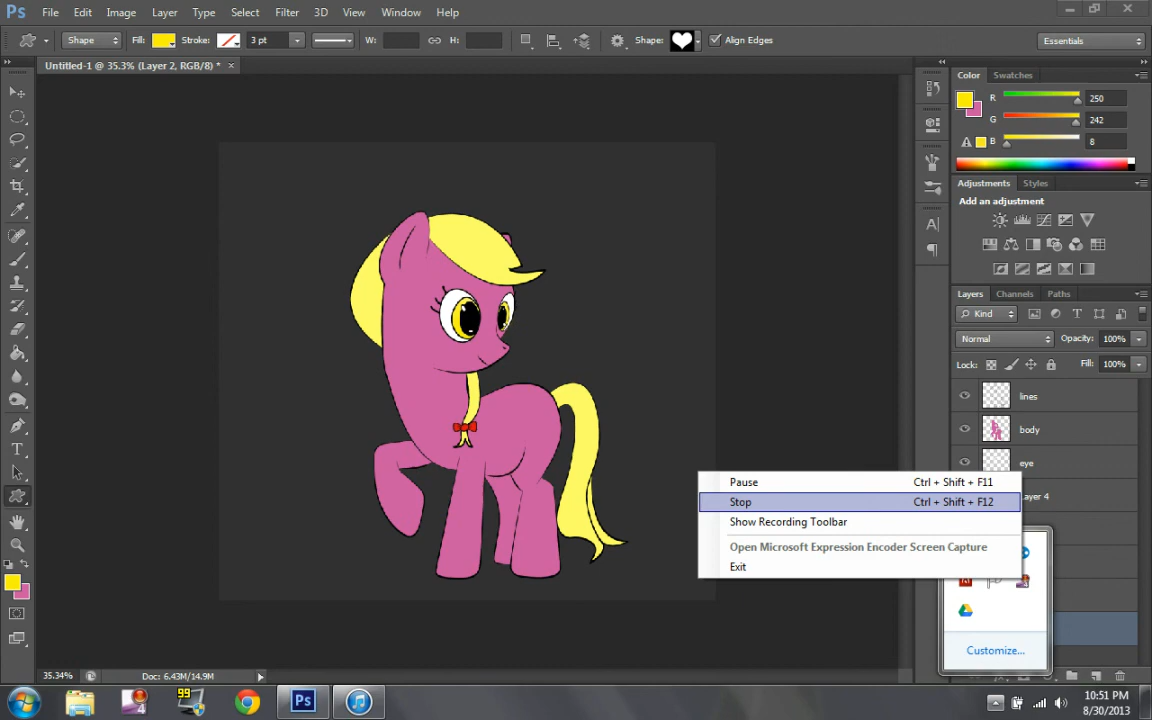 Ps File Edit Image Layer Type Select Filter 3D View Window Help
Shape Fill: Stroke: 3 pt W: H: Shape: Align Edges Essentials
Untitled-1 @ 35.3% (Layer 2, RGB/8) * ×
Color Swatches
R 250
G 242
B 8
Adjustments Styles
Add an adjustment
Layers Channels Paths
Kind
Normal Opacity: 100%
Lock: Fill: 100%
lines
body
eye
ayer 4
Pause Ctrl + Shift + F11
Stop Ctrl + Shift + F12
Show Recording Toolbar
Open Microsoft Expression Encoder Screen Capture
Exit
Customize...
35.34% Doc: 6.43M/14.9M
99
Ps
10:51 PM
8/30/2013